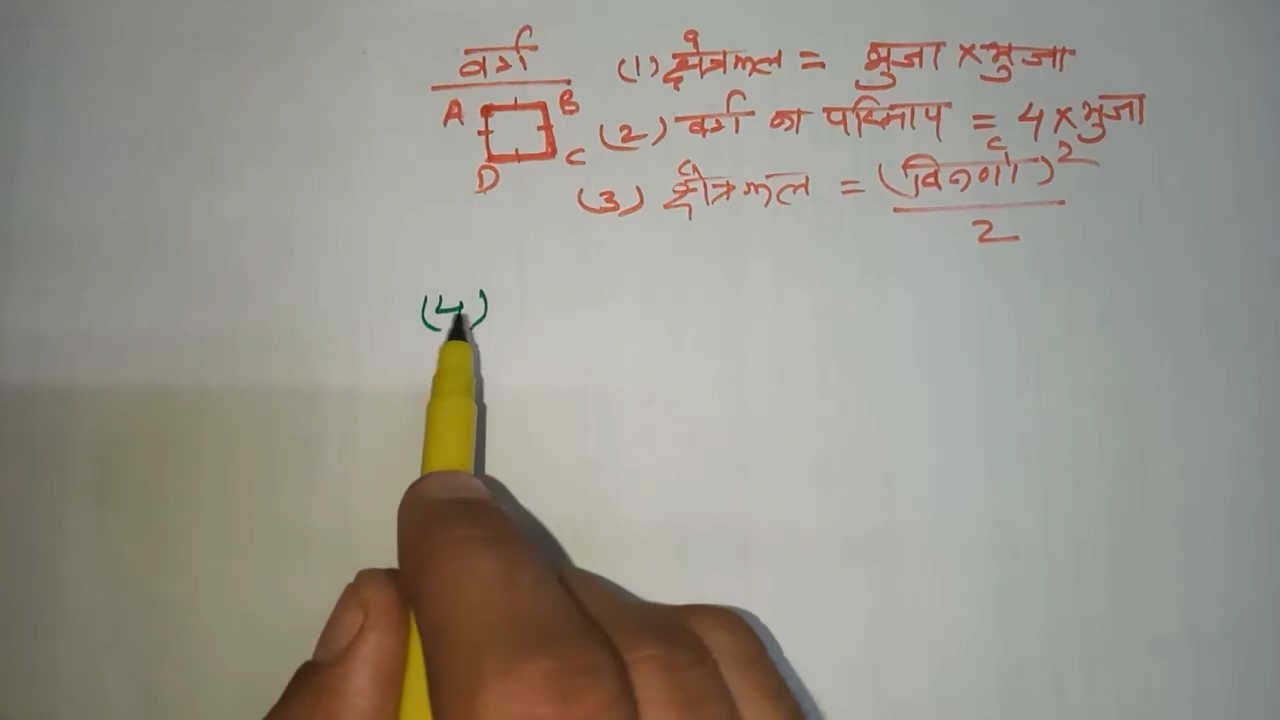 वर्ग
(1) क्षेत्रफल = भुजा × भुजा
A B
(2) वर्ग का परिमाप = 4 × भुजा
D C
(3) क्षेत्रफल = (विकर्ण)² / 2
(4)